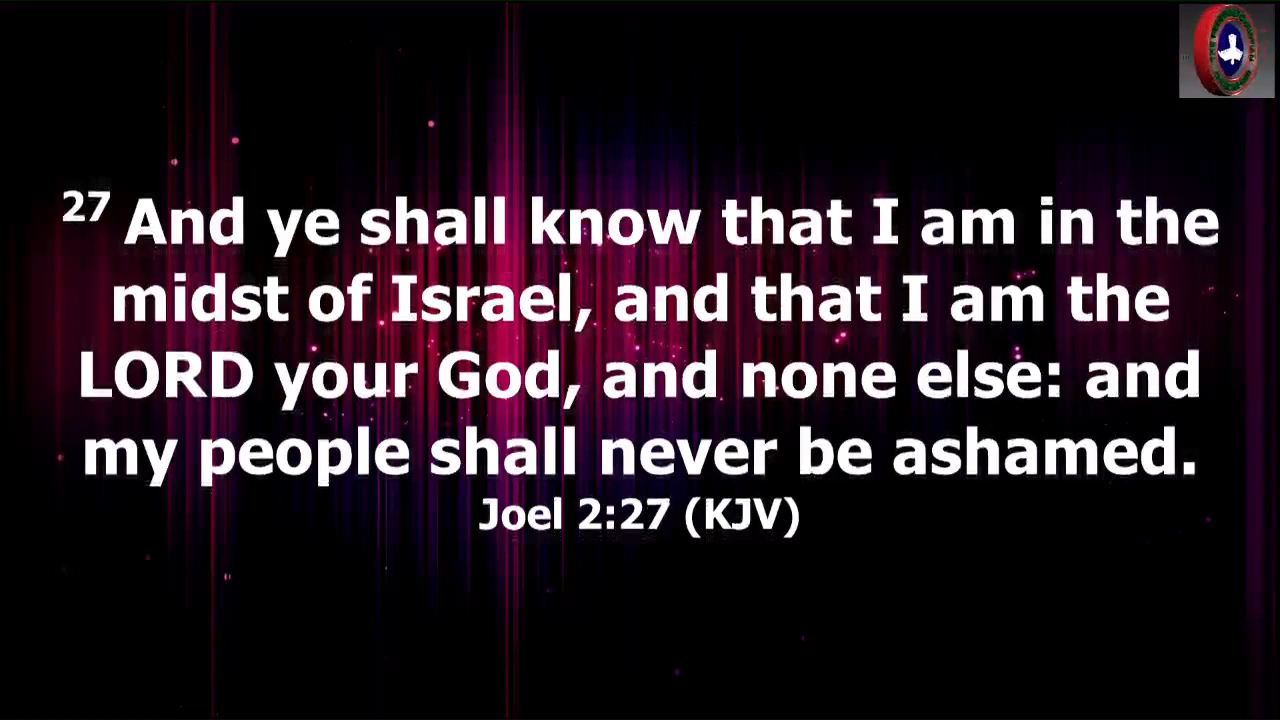 27 And ye shall know that I am in the
midst of Israel, and that I am the
LORD your God, and none else: and
my people shall never be ashamed.
Joel 2:27 (KJV)